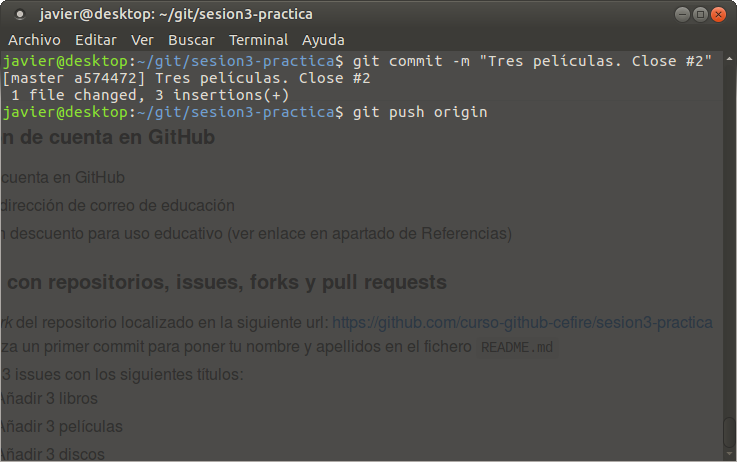 javier@desktop: ~/git/sesion3-practica
Archivo Editar Ver Buscar Terminal Ayuda
javier@desktop:~/git/sesion3-practica$ git commit -m "Tres películas. Close #2"
[master a574472] Tres películas. Close #2
 1 file changed, 3 insertions(+)
javier@desktop:~/git/sesion3-practica$ git push origin
n de cuenta en GitHub
cuenta en GitHub
dirección de correo de educación
n descuento para uso educativo (ver enlace en apartado de Referencias)
con repositorios, issues, forks y pull requests
ork del repositorio localizado en la siguiente url: https://github.com/curso-github-cefire/sesion3-practica
za un primer commit para poner tu nombre y apellidos en el fichero README.md
3 issues con los siguientes títulos:
Añadir 3 libros
Añadir 3 películas
Añadir 3 discos